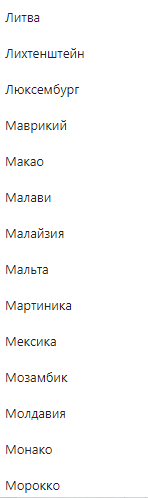 Литва
Лихтенштейн
Люксембург
Маврикий
Макао
Малави
Малайзия
Мальта
Мартиника
Мексика
Мозамбик
Молдавия
Монако
Морокко